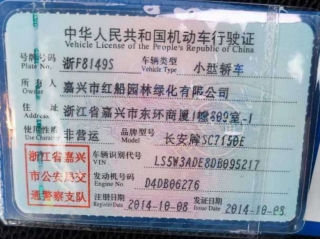 中华人民共和国机动车行驶证
Vehicle License of the People's Republic of China
号牌号码 浙F8149S 车辆类型 小型轿车
Plate No. Vehicle Type
所有人 嘉兴市红船园林绿化有限公司
Owner
住址 浙江省嘉兴市东环商厦1幢809室-1
Address
使用性质 非营运 品牌型号 长安牌SC7150E
Use Character Model
浙江省嘉兴 车辆识别代号 LS5W3ADE8DB095217
VIN
市公安局交 发动机号码 D4DB06276
Engine No.
通警察支队 注册日期 2014-10-08 发证日期 2014-10-08
Register Date Issue Date